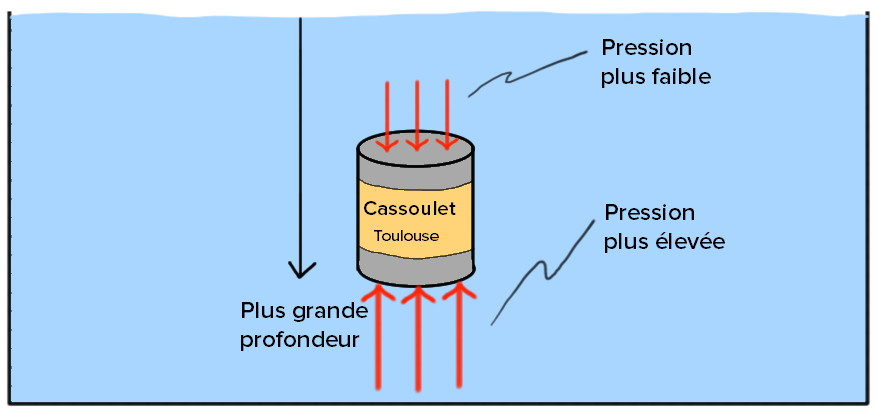 Pression
plus faible
Cassoulet
Toulouse
Pression
plus élevée
Plus grande
profondeur